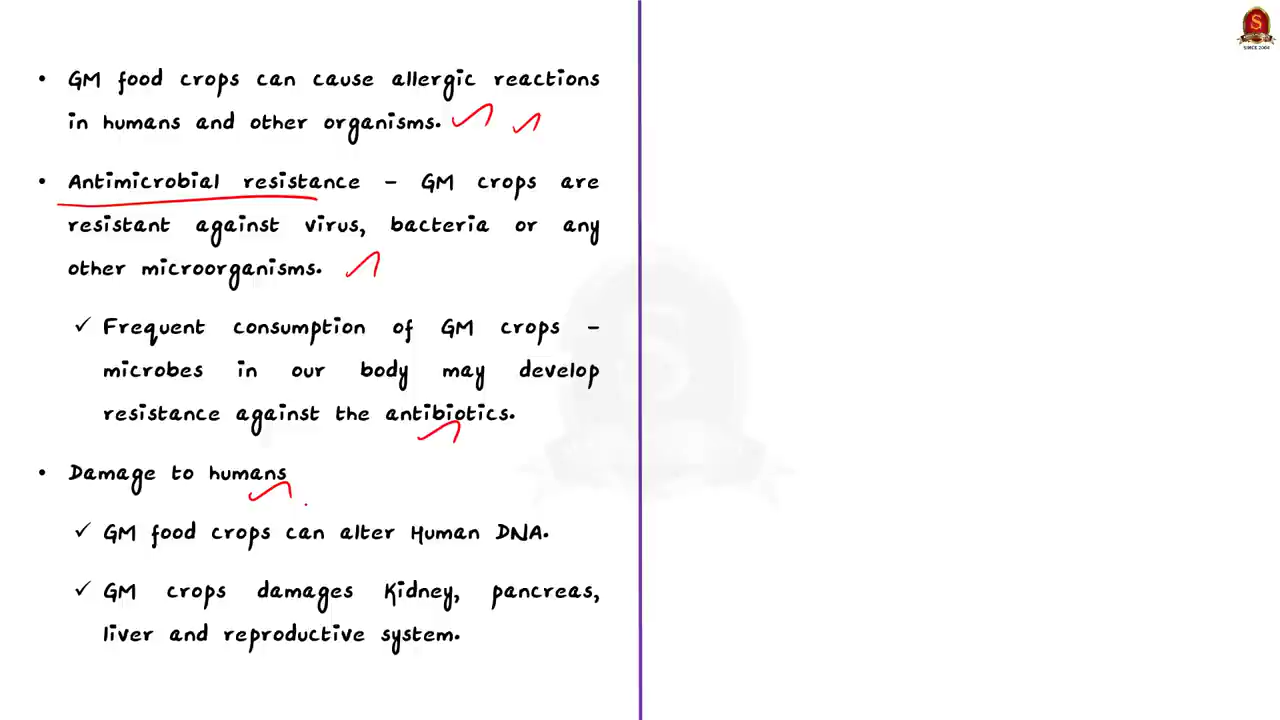 • GM food crops can cause allergic reactions
in humans and other organisms.
• Antimicrobial resistance – GM crops are
resistant against virus, bacteria or any
other microorganisms.
✓ Frequent consumption of GM crops –
microbes in our body may develop
resistance against the antibiotics.
• Damage to humans
✓ GM food crops can alter Human DNA.
✓ GM crops damages Kidney, pancreas,
liver and reproductive system.
S
SINCE 2004